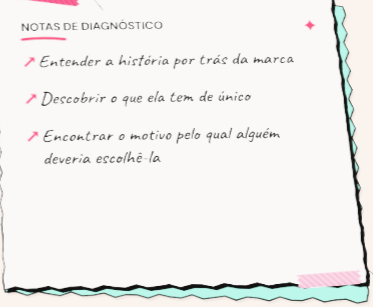 NOTAS DE DIAGNÓSTICO
Entender a história por trás da marca
Descobrir o que ela tem de único
Encontrar o motivo pelo qual alguém
deveria escolhê-la